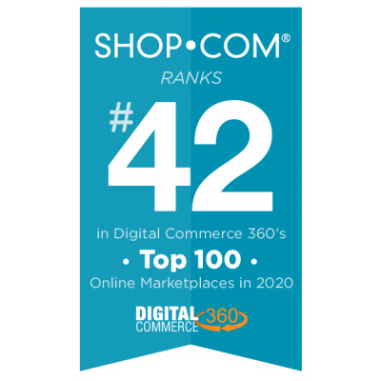 SHOP•COM®
RANKS
#42
in Digital Commerce 360's
• Top 100 •
Online Marketplaces in 2020
DIGITAL
COMMERCE 360